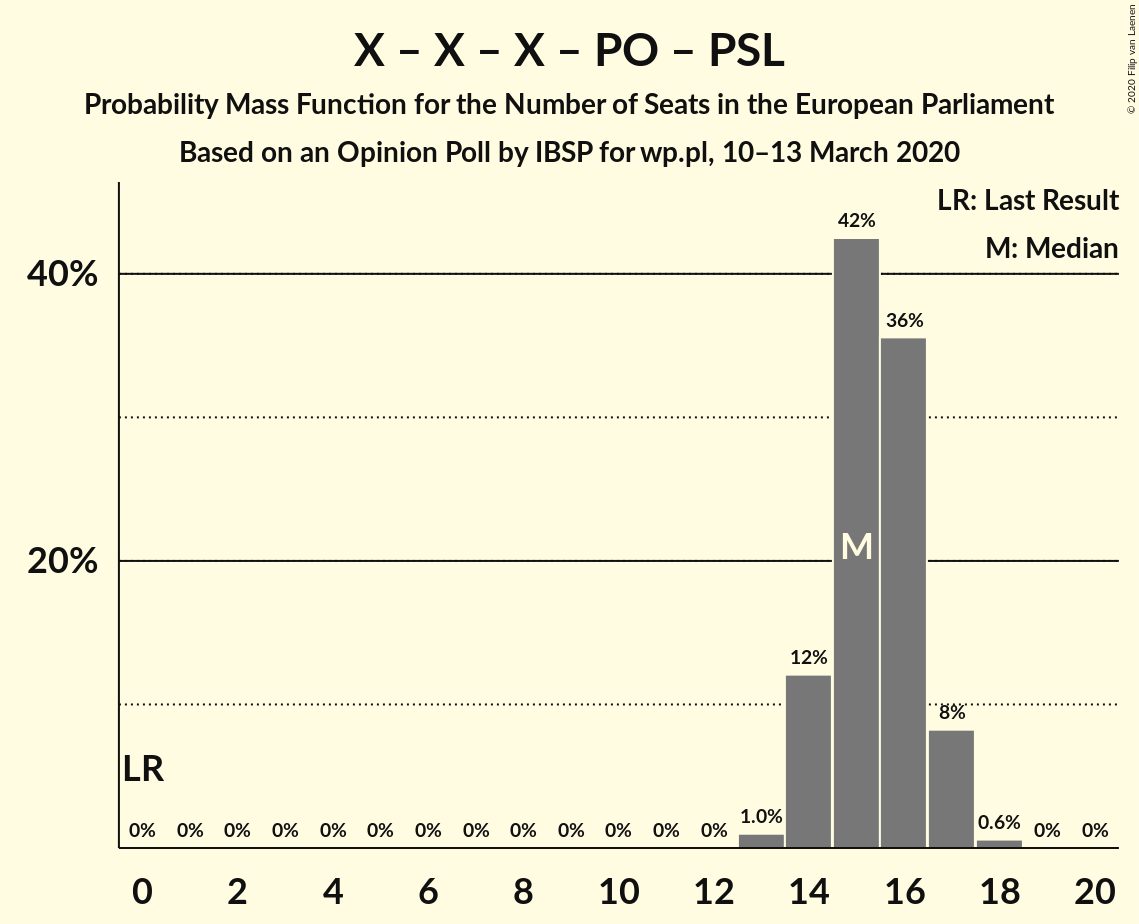 X – X – X – PO – PSL
Probability Mass Function for the Number of Seats in the European Parliament
Based on an Opinion Poll by IBSP for wp.pl, 10–13 March 2020
© 2020 Filip van Laenen
LR: Last Result
M: Median
42%
40%
36%
M
20%
12%
8%
LR
0% 0% 0% 0% 0% 0% 0% 0% 0% 0% 0% 0% 0% 1.0% 0.6% 0% 0%
0 2 4 6 8 10 12 14 16 18 20